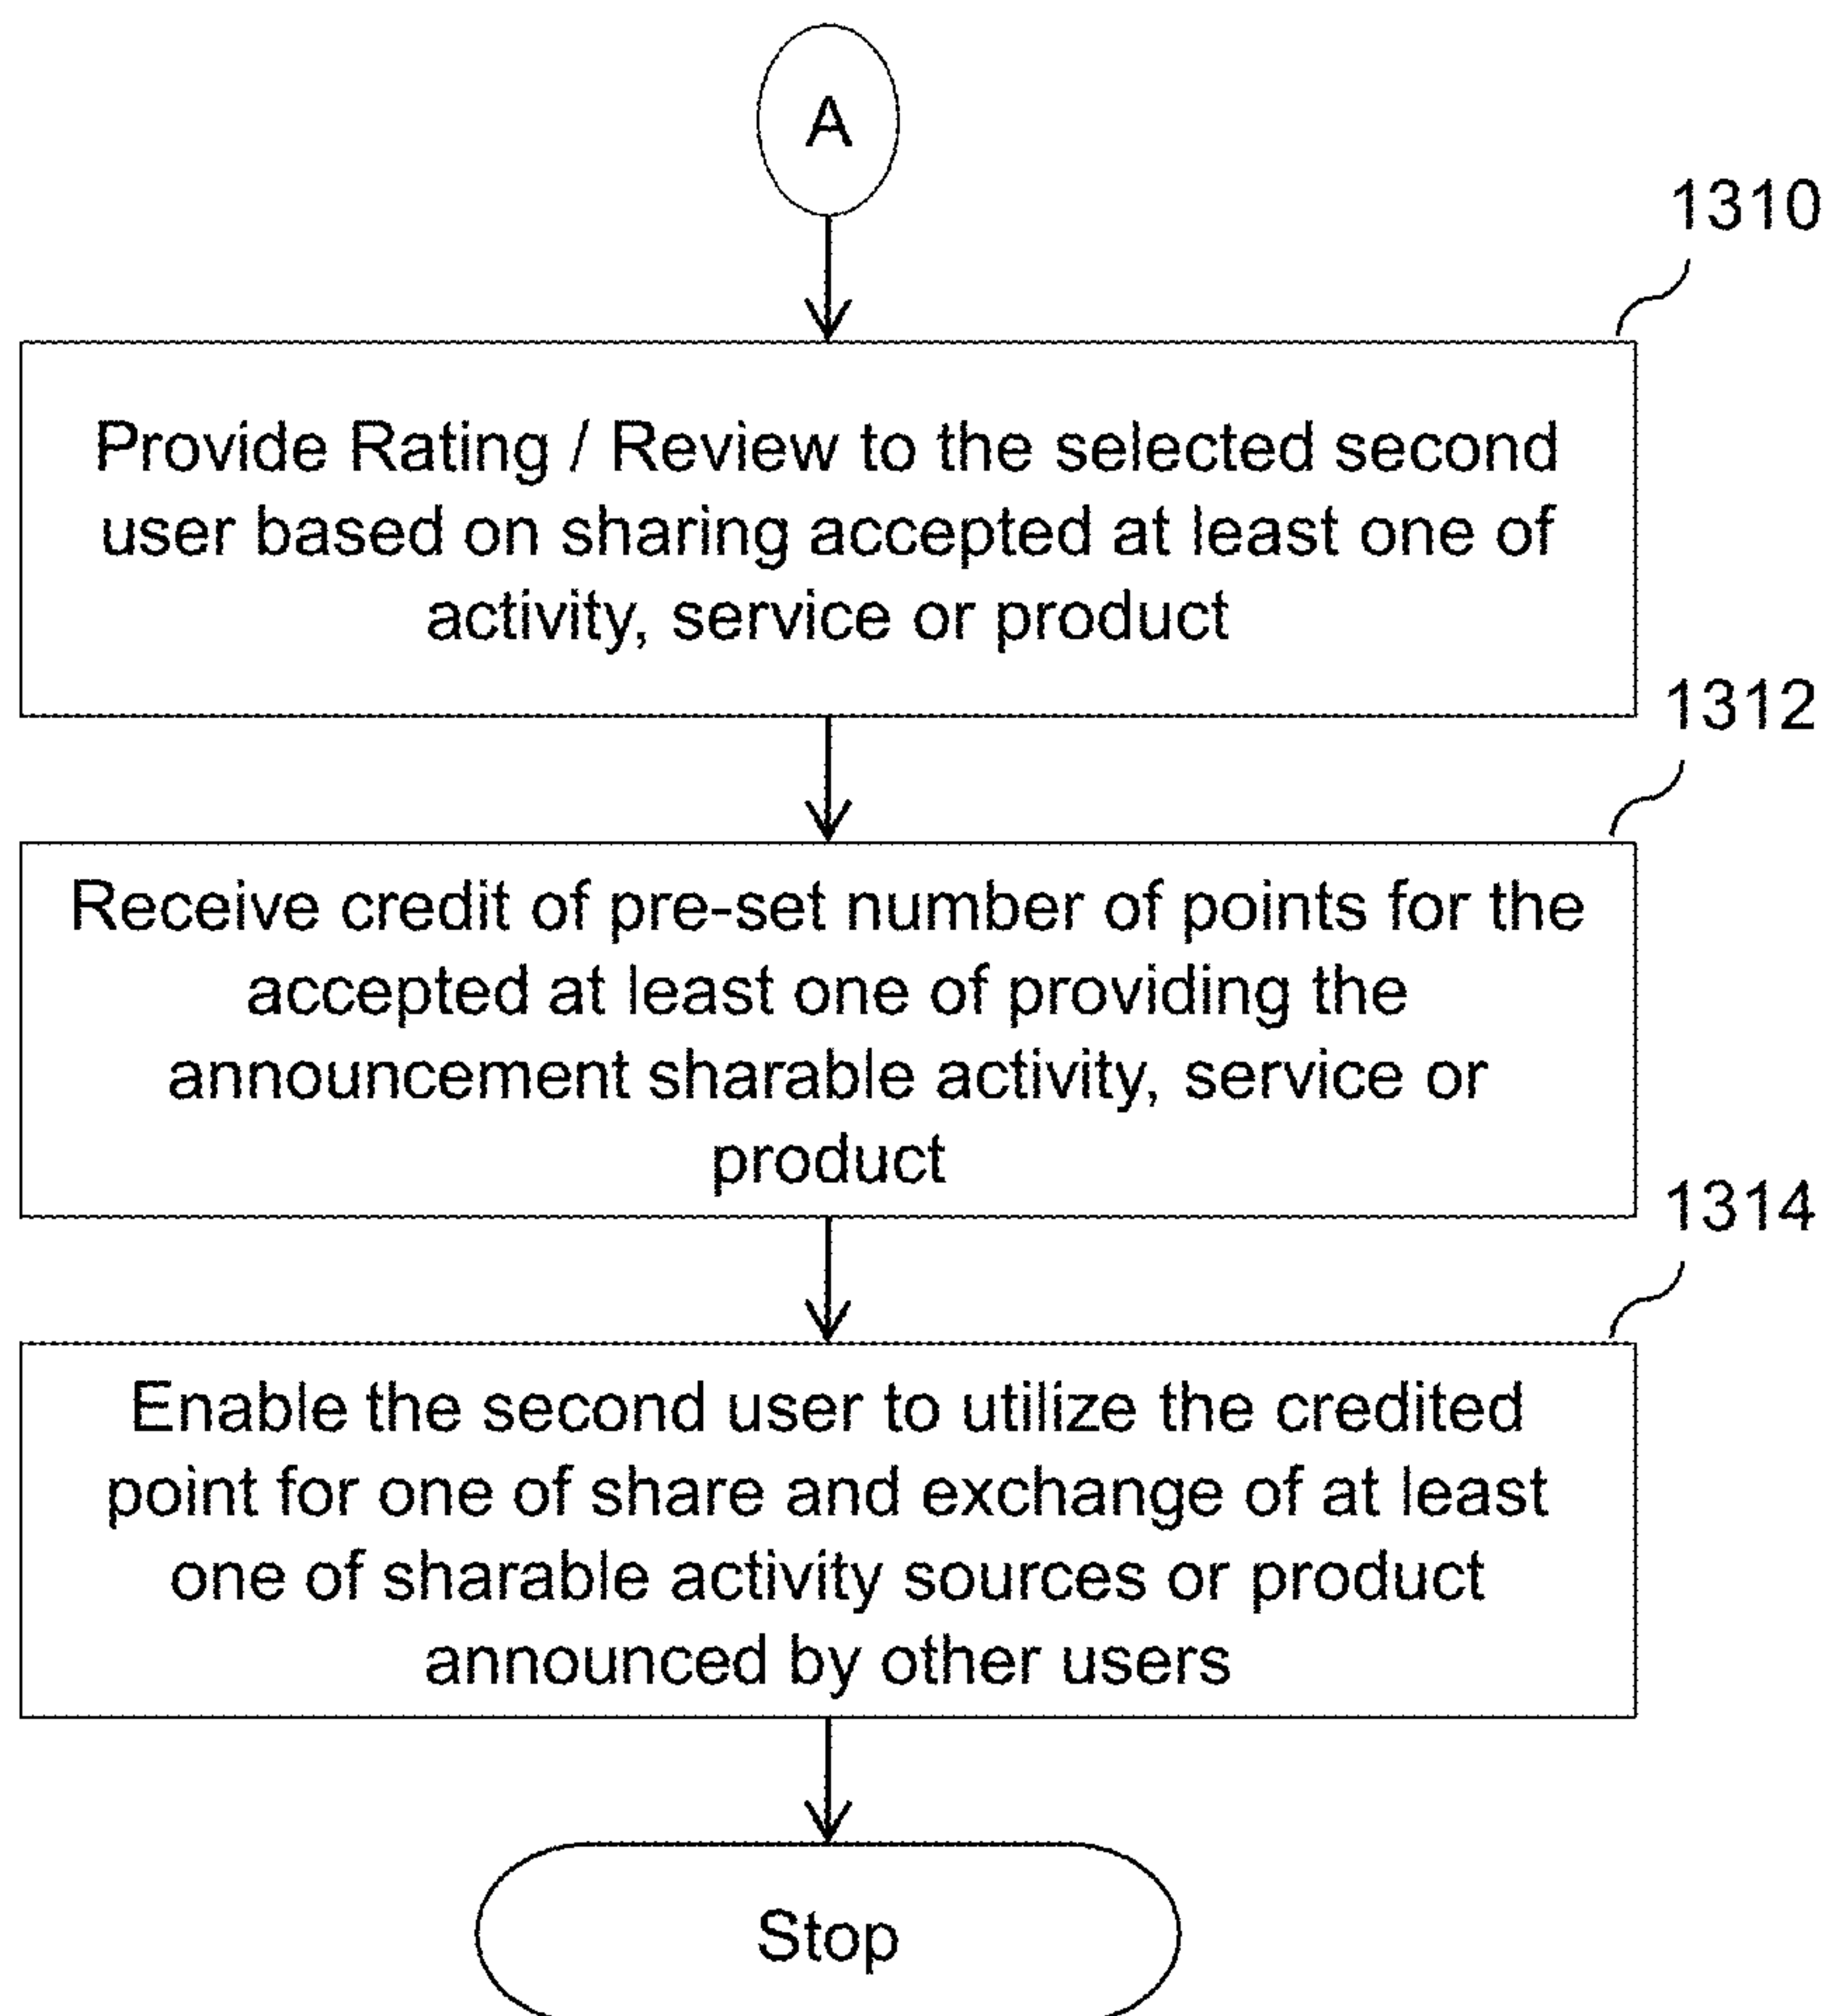 A
1310
Provide Rating / Review to the selected second
user based on sharing accepted at least one of
activity, service or product
1312
Receive credit of pre-set number of points for the
accepted at least one of providing the
announcement sharable activity, service or
product
1314
Enable the second user to utilize the credited
point for one of share and exchange of at least
one of sharable activity sources or product
announced by other users
Stop